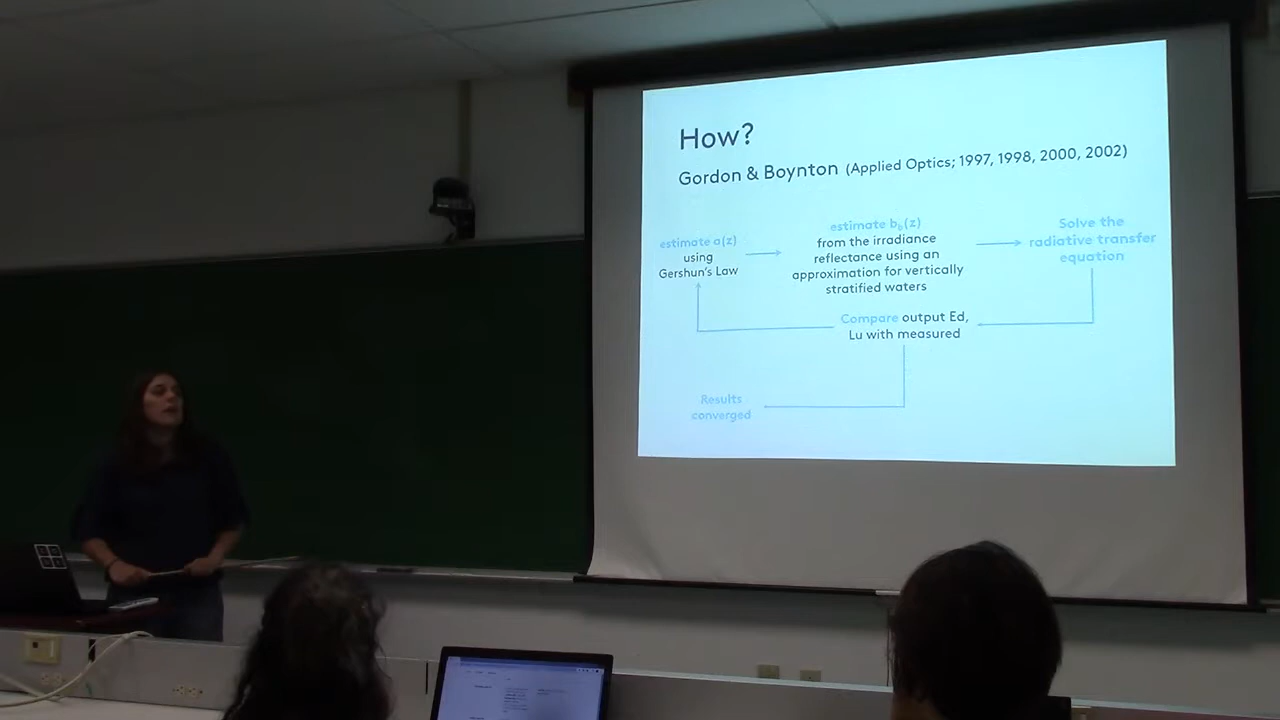 How?
Gordon & Boynton (Applied Optics; 1997, 1998, 2000, 2002)
estimate a(z)
using
Gershun's Law
estimate bb(z)
from the irradiance
reflectance using an
approximation for vertically
stratified waters
Solve the
radiative transfer
equation
Compare output Ed,
Lu with measured
Results
converged